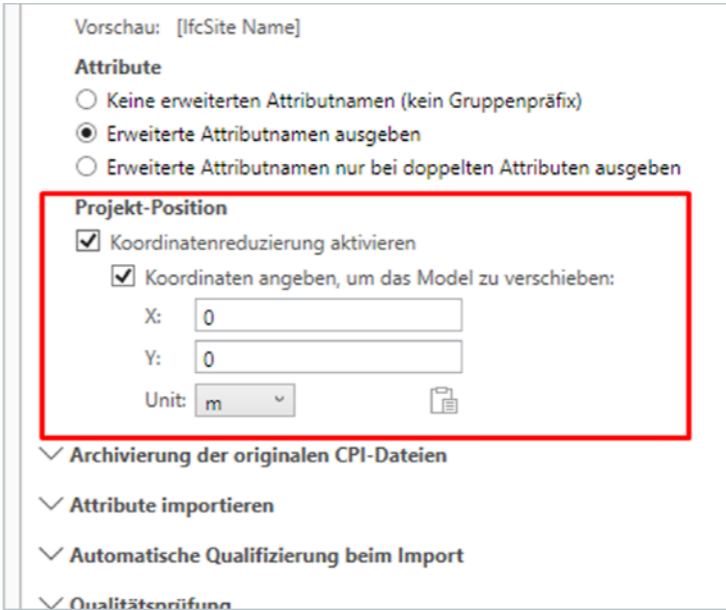 Vorschau: [IfcSite Name]
Attribute
Keine erweiterten Attributnamen (kein Gruppenpräfix)
Erweiterte Attributnamen ausgeben
Erweiterte Attributnamen nur bei doppelten Attributen ausgeben
Projekt-Position
Koordinatenreduzierung aktivieren
Koordinaten angeben, um das Model zu verschieben:
X: 0
Y: 0
Unit: m
Archivierung der originalen CPI-Dateien
Attribute importieren
Automatische Qualifizierung beim Import
Qualitätsprüfung